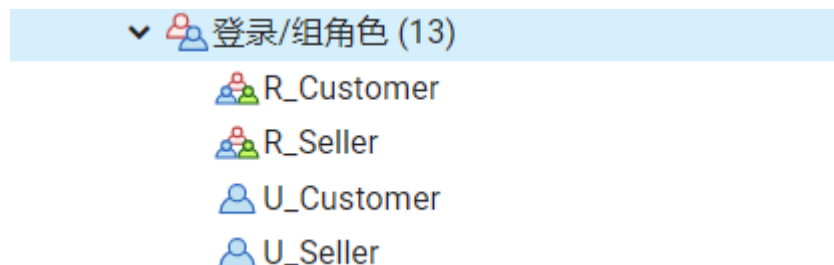 登录/组角色 (13)
R_Customer
R_Seller
U_Customer
U_Seller